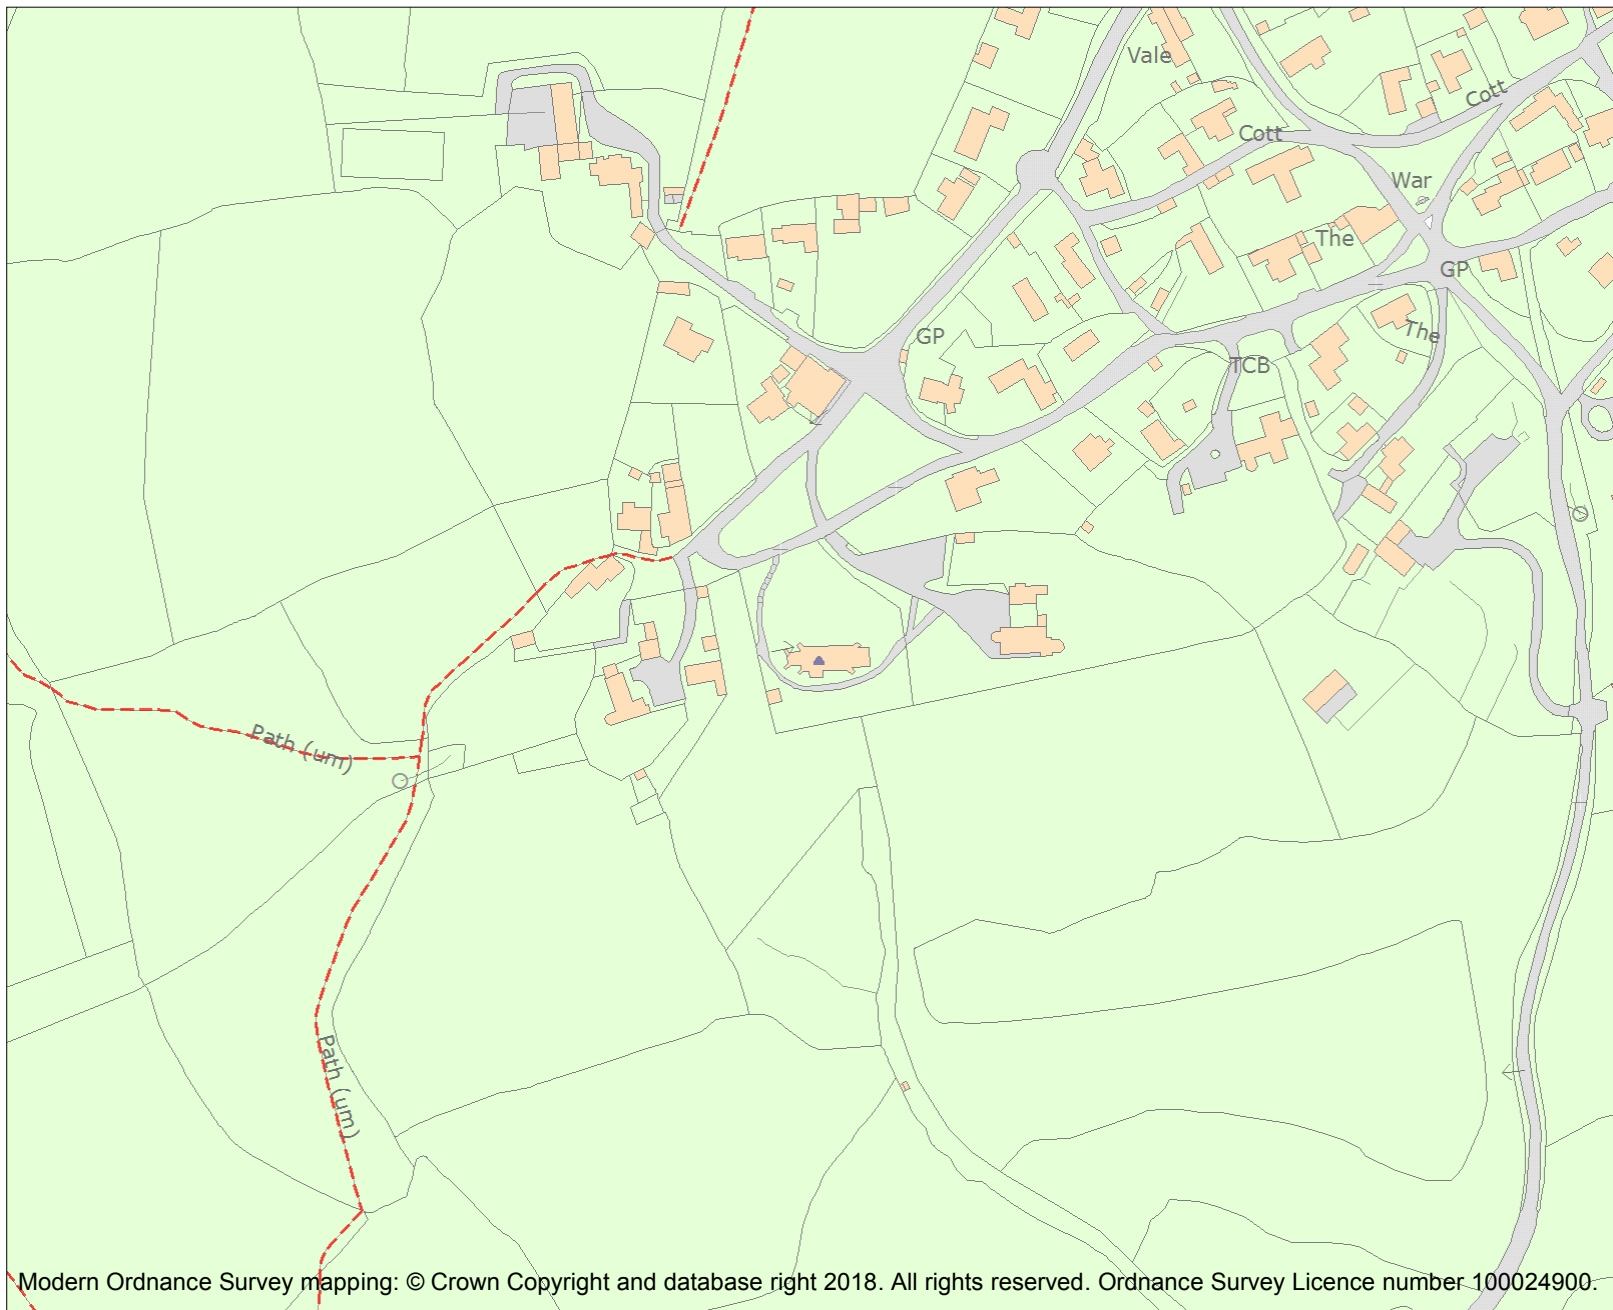 Vale
Cott
Cott
War
The
GP
The
GP
TCB
Path (um)
Path (um)
Modern Ordnance Survey mapping: © Crown Copyright and database right 2018. All rights reserved. Ordnance Survey Licence number 100024900.